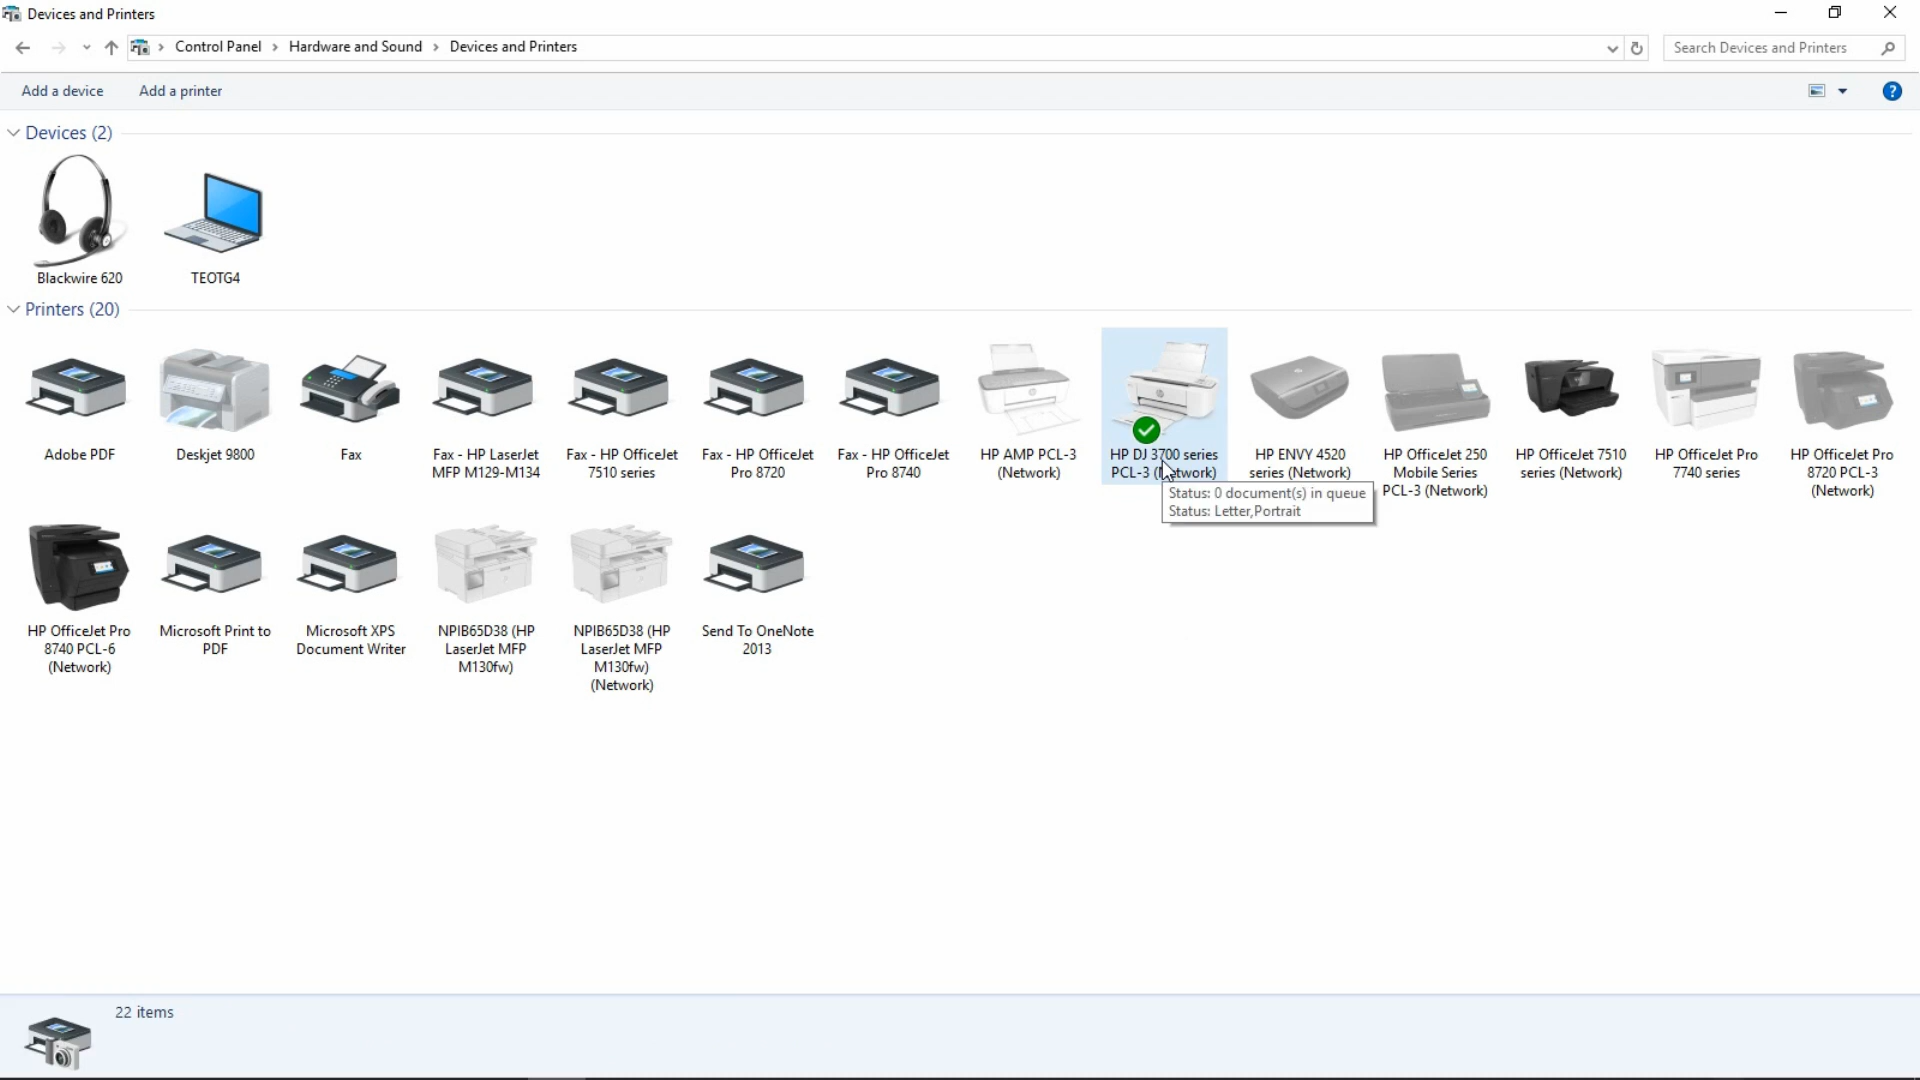 Devices and Printers
Control Panel > Hardware and Sound > Devices and Printers
Search Devices and Printers
Add a device
Add a printer
?
Devices (2)
Blackwire 620
TEOTG4
Printers (20)
Adobe PDF
Deskjet 9800
Fax
Fax - HP LaserJet
MFP M129-M134
Fax - HP OfficeJet
7510 series
Fax - HP OfficeJet
Pro 8720
Fax - HP OfficeJet
Pro 8740
HP AMP PCL-3
(Network)
HP DJ 3700 series
PCL-3 (Network)
HP ENVY 4520
series (Network)
HP OfficeJet 250
Mobile Series
PCL-3 (Network)
HP OfficeJet 7510
series (Network)
HP OfficeJet Pro
7740 series
HP OfficeJet Pro
8720 PCL-3
(Network)
Status: 0 document(s) in queue
Status: Letter,Portrait
HP OfficeJet Pro
8740 PCL-6
(Network)
Microsoft Print to
PDF
Microsoft XPS
Document Writer
NPIB65D38 (HP
LaserJet MFP
M130fw)
NPIB65D38 (HP
LaserJet MFP
M130fw)
(Network)
Send To OneNote
2013
22 items